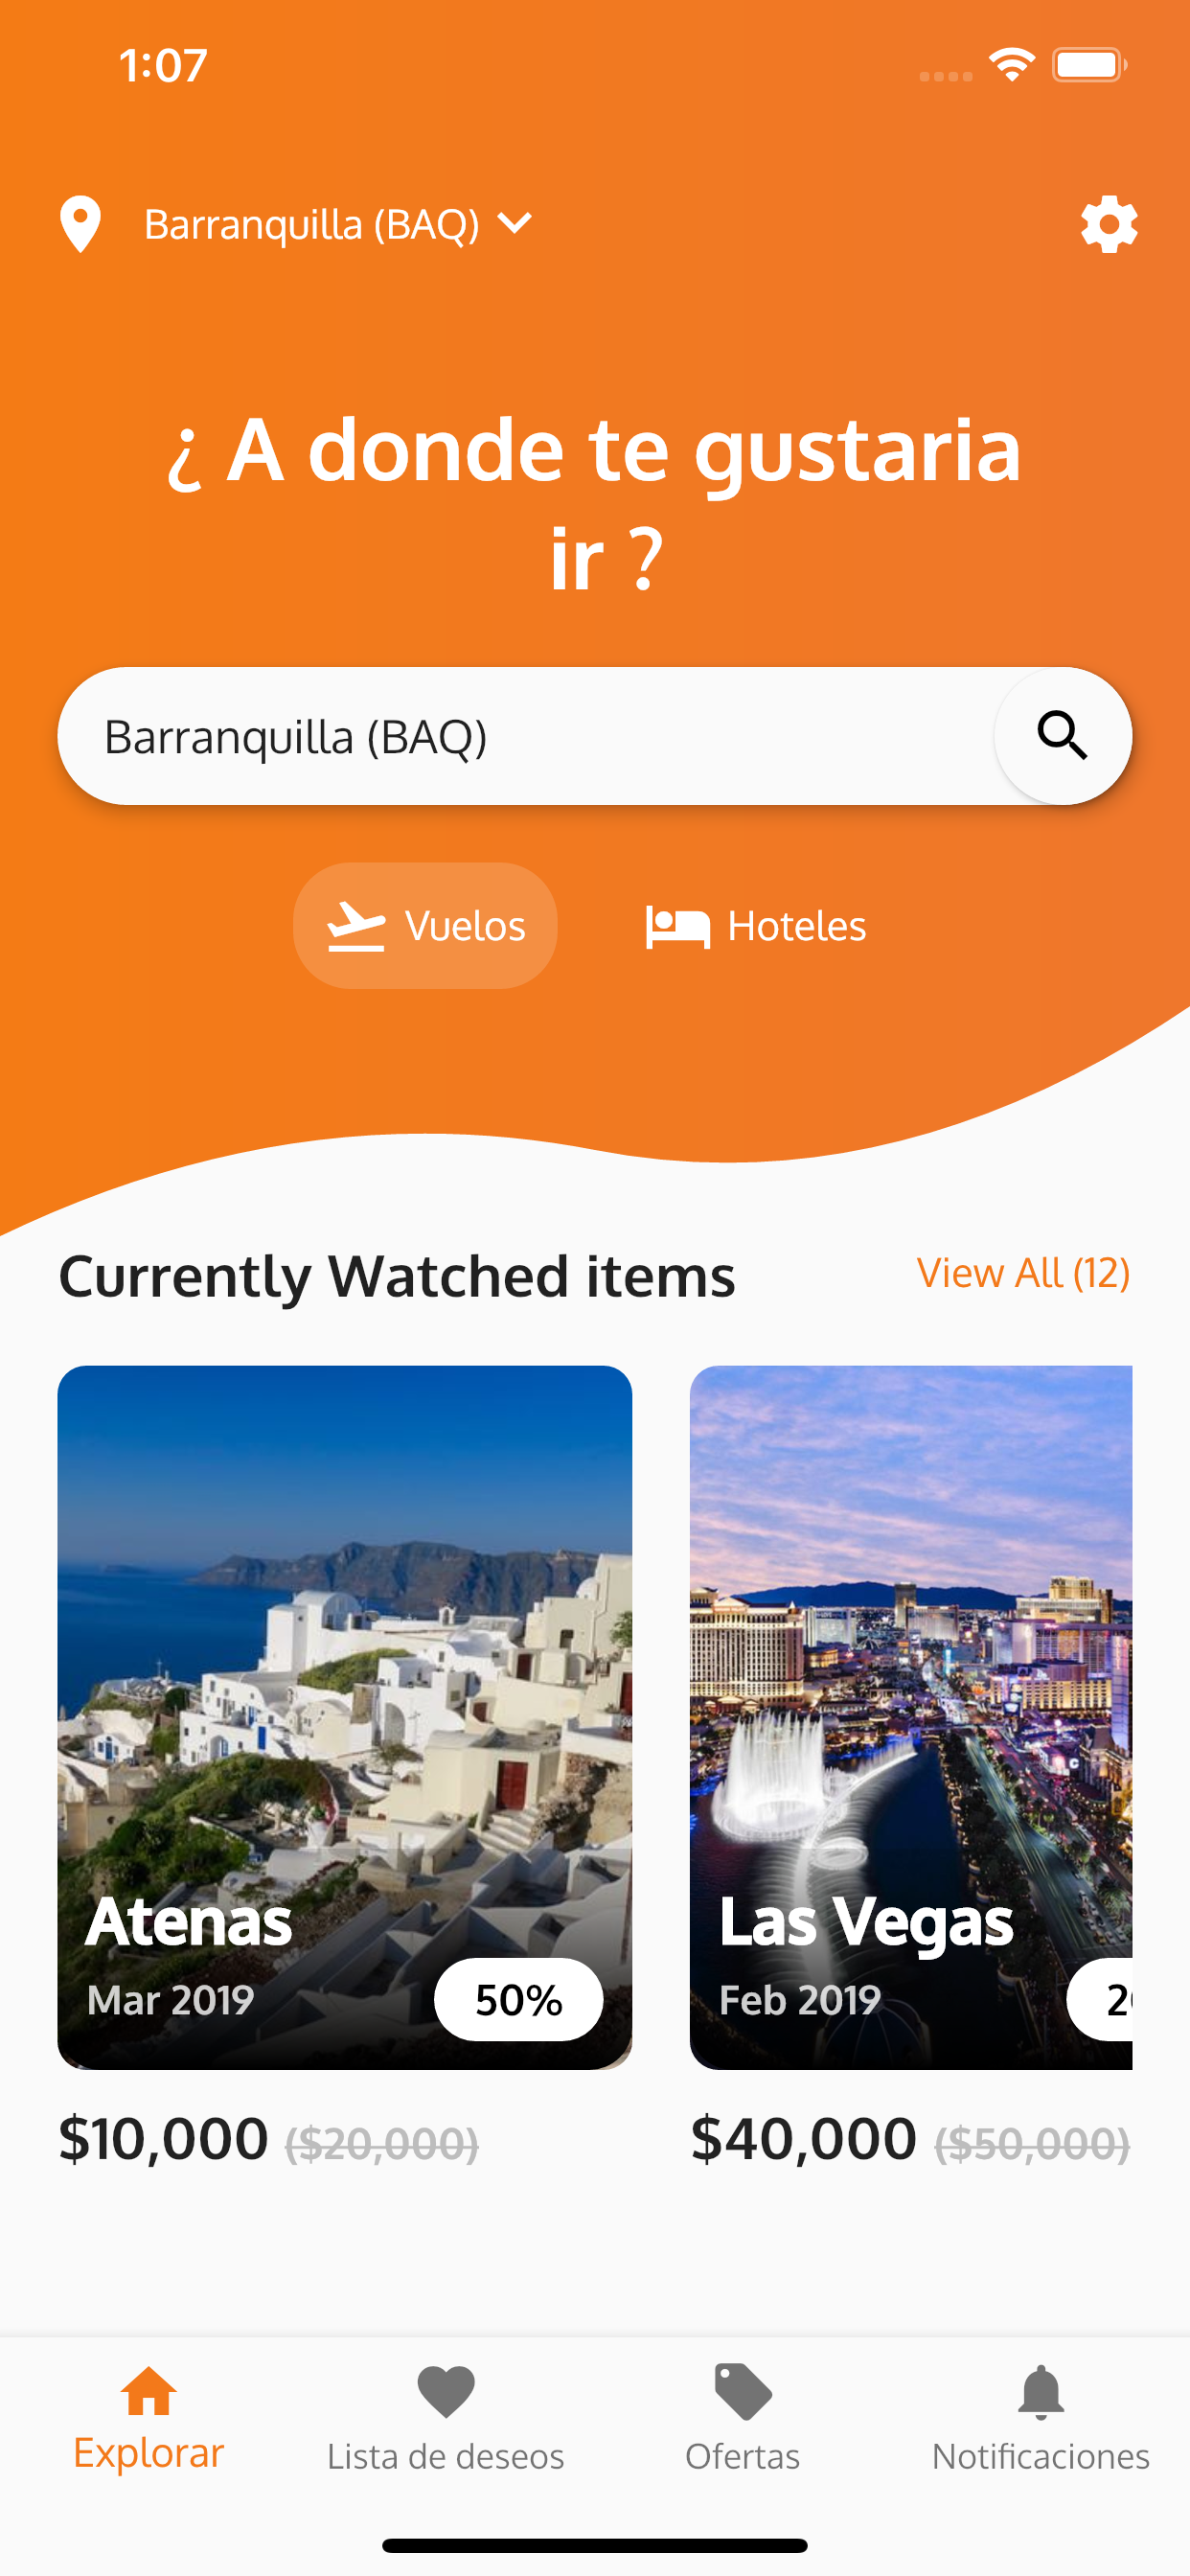 1:07
Barranquilla (BAQ)
¿ A donde te gustaria
ir ?
Barranquilla (BAQ)
Vuelos
Hoteles
Currently Watched items
View All (12)
Atenas
Mar 2019
50%
Las Vegas
Feb 2019
$10,000 ($20,000)
$40,000 ($50,000)
Explorar
Lista de deseos
Ofertas
Notificaciones